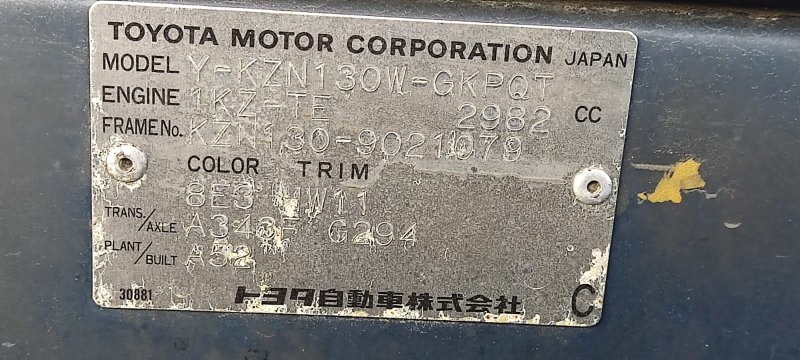 TOYOTA MOTOR CORPORATION JAPAN
MODEL Y-KZN130W-GKPQT
ENGINE 1KZ-TE 2982 CC
FRAME No. KZN130-9021079
COLOR TRIM
8E3 MW11
TRANS./AXLE A343F G294
PLANT/BUILT A52
30881 トヨタ自動車株式会社 C